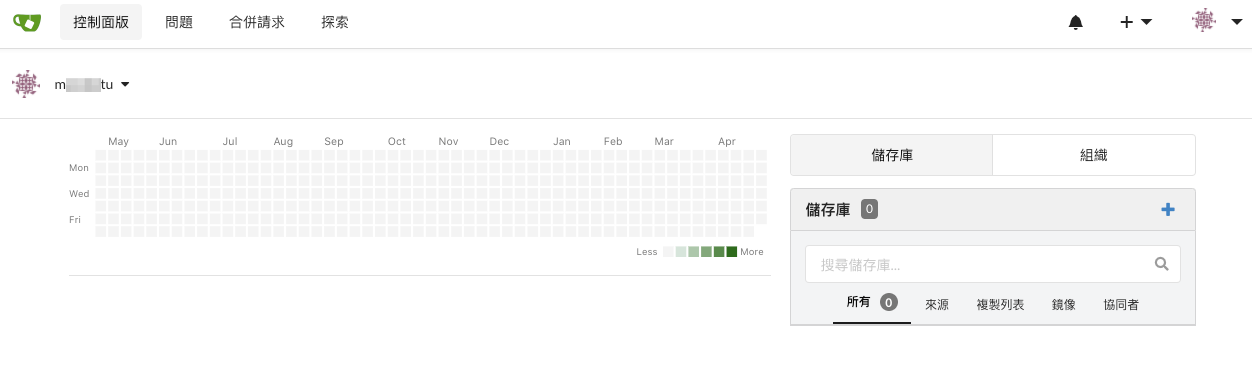 控制面版 問題 合併請求 探索
May Jun Jul Aug Sep Oct Nov Dec Jan Feb Mar Apr
Mon
Wed
Fri
Less More
儲存庫 組織
儲存庫 0
搜尋儲存庫...
所有 0 來源 複製列表 鏡像 協同者